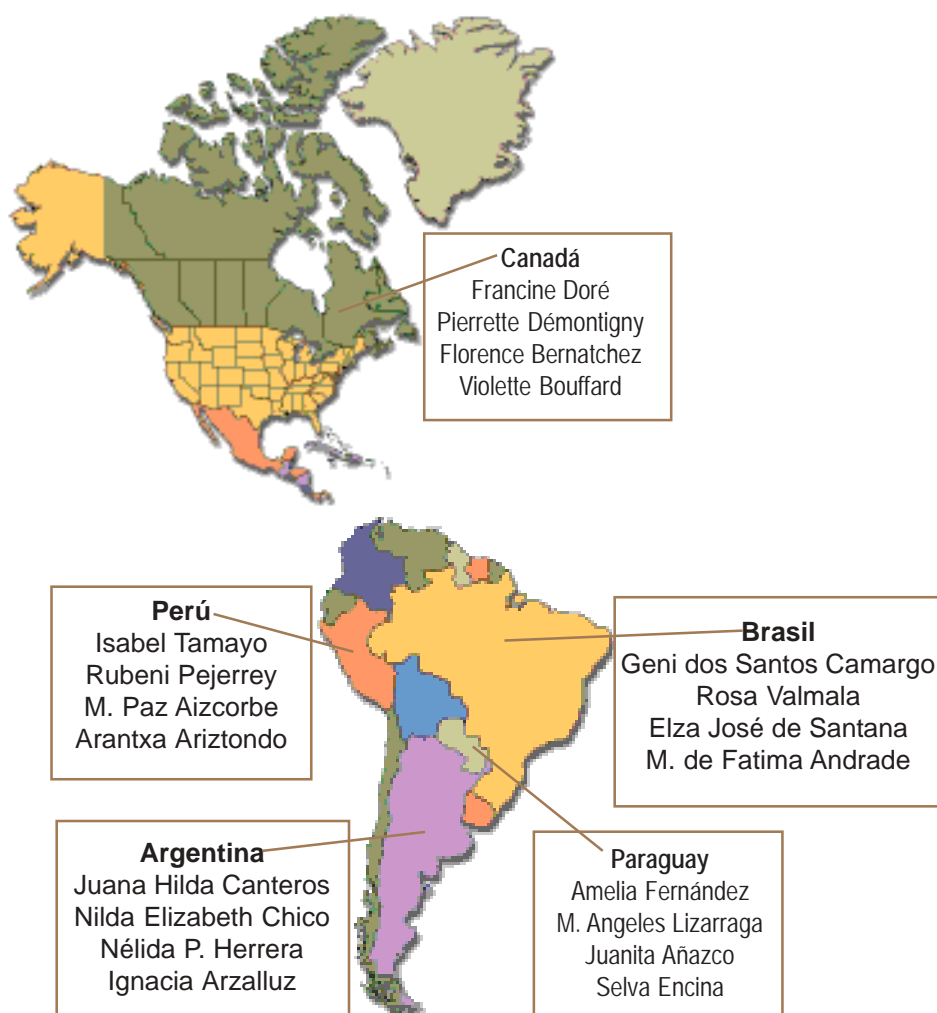 Canadá
Francine Doré
Pierrette Démontigny
Florence Bernatchez
Violette Bouffard
Perú
Isabel Tamayo
Rubeni Pejerrey
M. Paz Aizcorbe
Arantxa Ariztondo
Brasil
Geni dos Santos Camargo
Rosa Valmala
Elza José de Santana
M. de Fatima Andrade
Argentina
Juana Hilda Canteros
Nilda Elizabeth Chico
Nélida P. Herrera
Ignacia Arzalluz
Paraguay
Amelia Fernández
M. Angeles Lizarraga
Juanita Añazco
Selva Encina